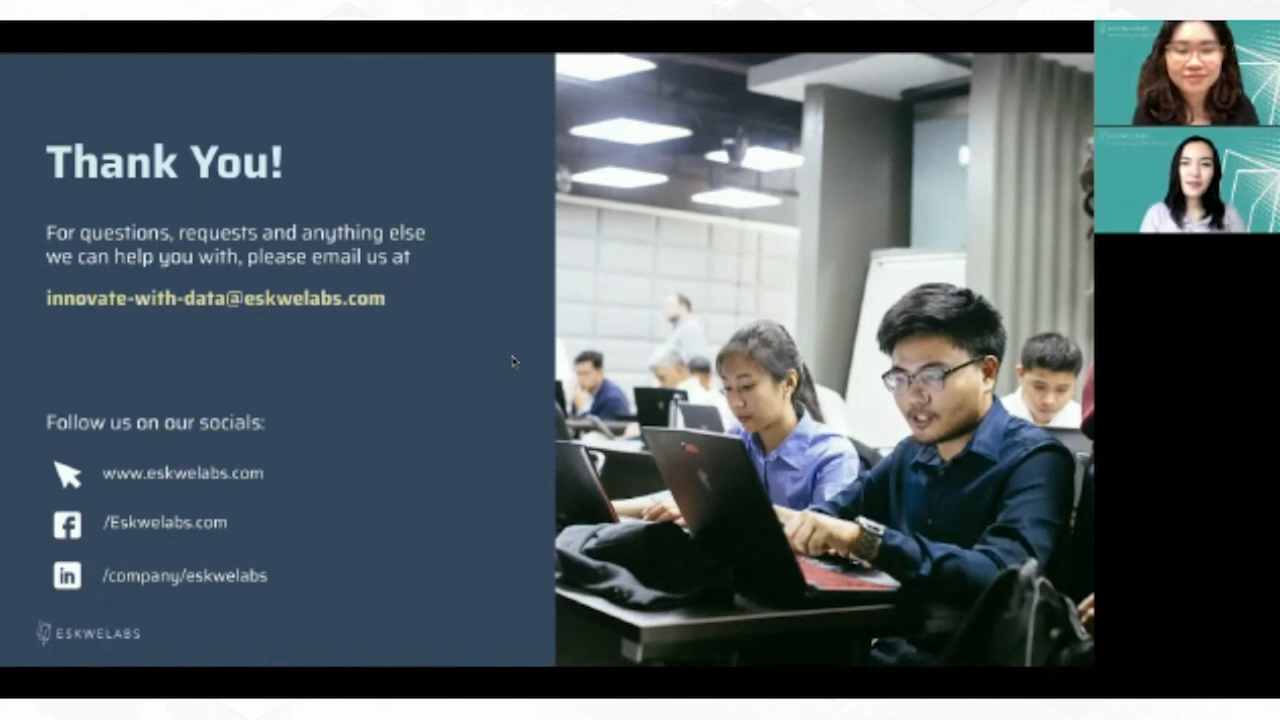 Thank You!
For questions, requests and anything else
we can help you with, please email us at
innovate-with-data@eskwelabs.com
Follow us on our socials:
www.eskwelabs.com
/Eskwelabs.com
/company/eskwelabs
ESKWELABS